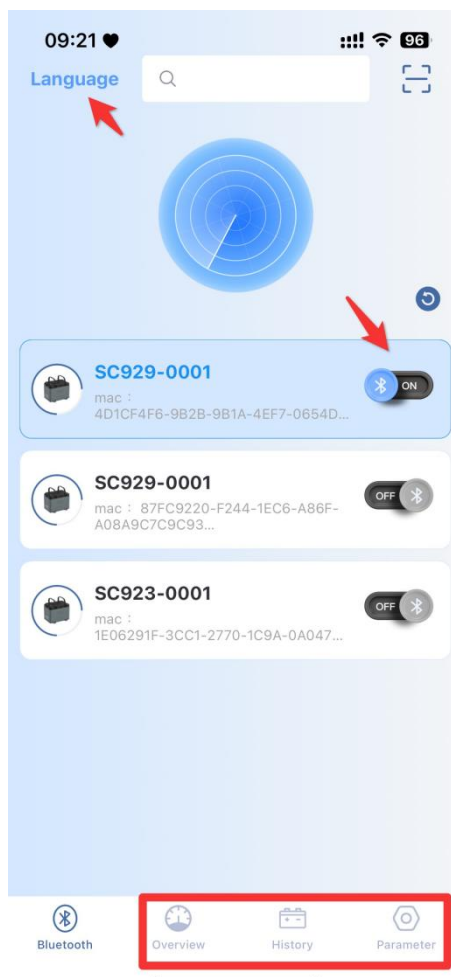 09:21
96
Language
SC929-0001
mac :
4D1CF4F6-9B2B-9B1A-4EF7-0654D...
ON
SC929-0001
mac : 87FC9220-F244-1EC6-A86F-
A08A9C7C9C93...
OFF
SC923-0001
mac :
1E06291F-3CC1-2770-1C9A-0A047...
OFF
Bluetooth
Overview
History
Parameter